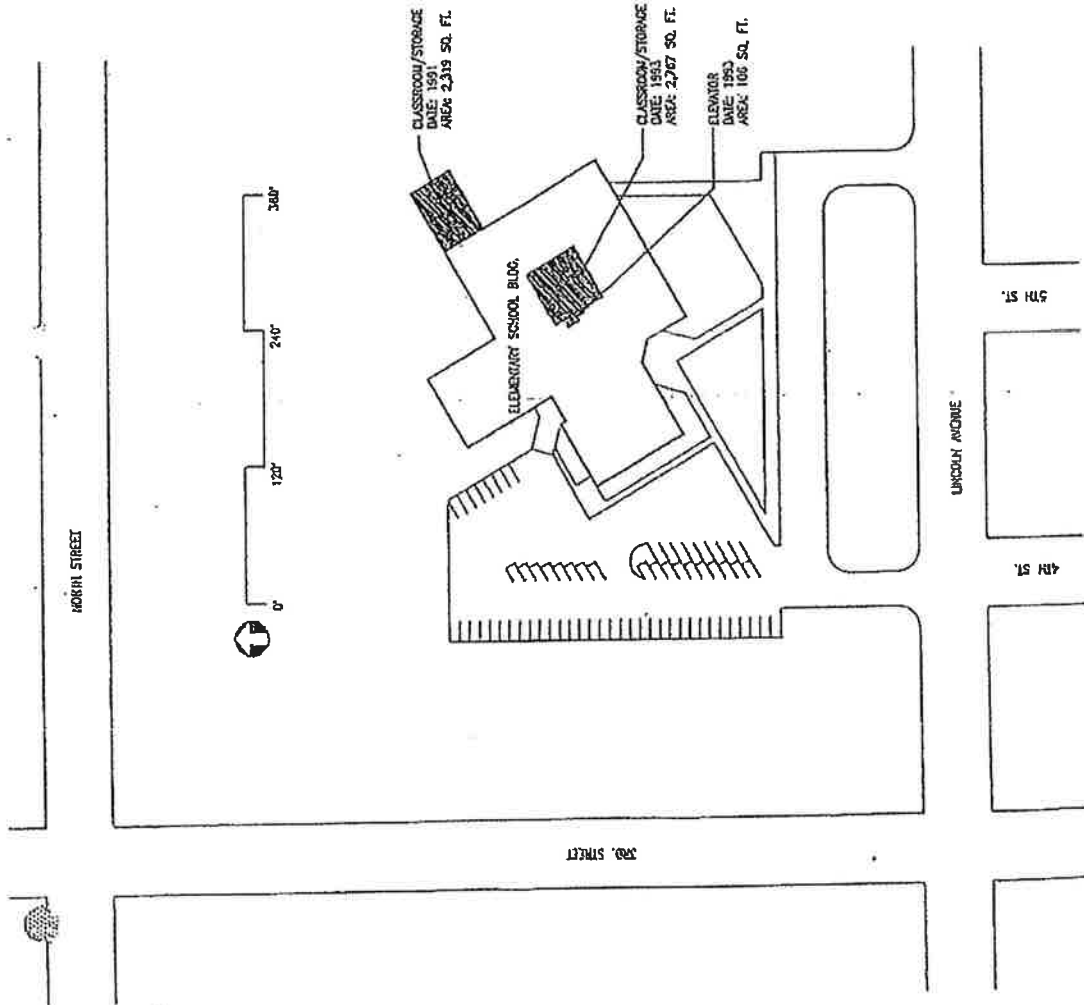 CLASSROOM/STORAGE
DATE: 1991
AREA: 2,319 SQ. FT.
CLASSROOM/STORAGE
DATE: 1993
AREA: 2,767 SQ. FT.
ELEVATOR
DATE: 1993
AREA: 106 SQ. FT.
0'
120'
240'
360'
ELEMENTARY SCHOOL BLDG.
STREET
3RD. STREET
LINCOLN AVENUE
4TH ST.
5TH ST.